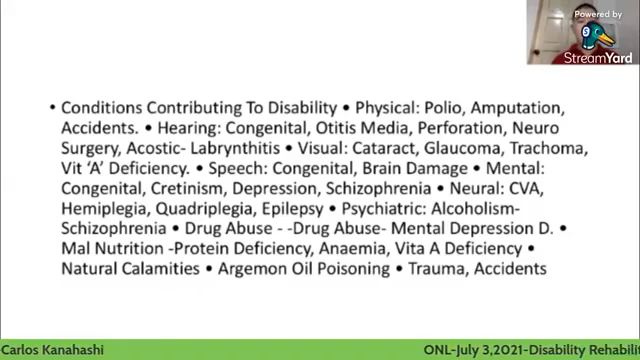 Powered by
StreamYard
• Conditions Contributing To Disability • Physical: Polio, Amputation,
Accidents. • Hearing: Congenital, Otitis Media, Perforation, Neuro
Surgery, Acostic- Labrynthitis • Visual: Cataract, Glaucoma, Trachoma,
Vit ‘A’ Deficiency. • Speech: Congenital, Brain Damage • Mental:
Congenital, Cretinism, Depression, Schizophrenia • Neural: CVA,
Hemiplegia, Quadriplegia, Epilepsy • Psychiatric: Alcoholism-
Schizophrenia • Drug Abuse - -Drug Abuse- Mental Depression D. •
Mal Nutrition -Protein Deficiency, Anaemia, Vita A Deficiency •
Natural Calamities • Argemon Oil Poisoning • Trauma, Accidents
-Carlos Kanahashi
ONL-July 3,2021-Disability Rehabilit